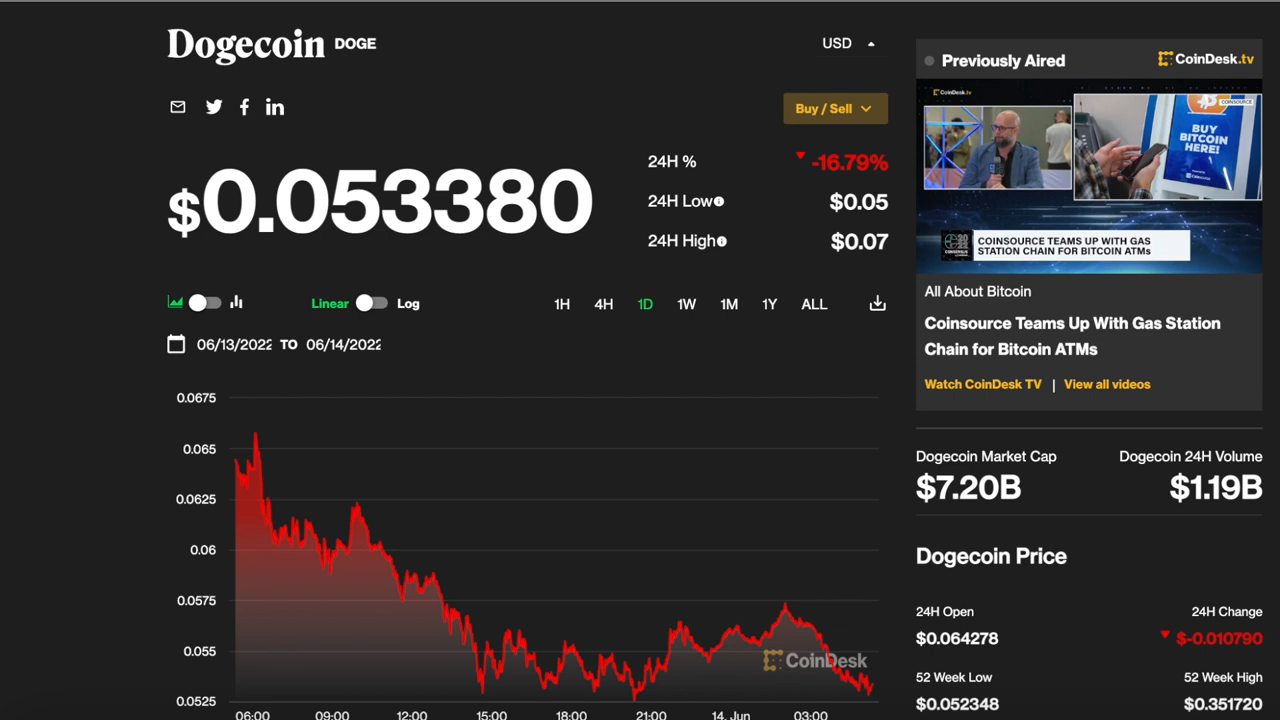 Dogecoin DOGE
USD
Buy / Sell
$0.053380
24H % -16.79%
24H Low $0.05
24H High $0.07
Linear Log
1H 4H 1D 1W 1M 1Y ALL
06/13/2022 TO 06/14/2022
0.0675
0.065
0.0625
0.06
0.0575
0.055
0.0525
06:00 09:00 12:00 15:00 18:00 21:00 14. Jun 03:00
CoinDesk
Previously Aired
CoinDesk.tv
CoinDesk.tv
COINSOURCE
BUY
BITCOIN
HERE!
2022
CONSENSUS
COINSOURCE TEAMS UP WITH GAS
STATION CHAIN FOR BITCOIN ATMs
All About Bitcoin
Coinsource Teams Up With Gas Station
Chain for Bitcoin ATMs
Watch CoinDesk TV | View all videos
Dogecoin Market Cap Dogecoin 24H Volume
$7.20B $1.19B
Dogecoin Price
24H Open 24H Change
$0.064278 $-0.010790
52 Week Low 52 Week High
$0.052348 $0.351720